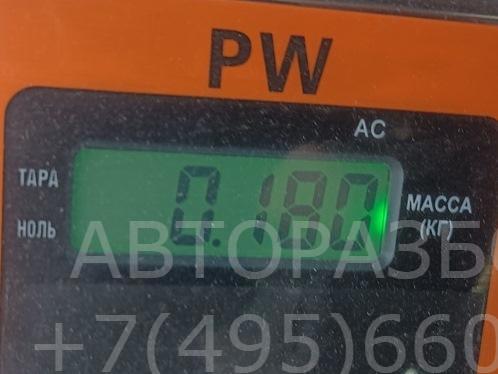 PW
AC
ТАРА
0.180
МАССА
(КГ)
НОЛЬ
АВТОРАЗБ
+7(495)660